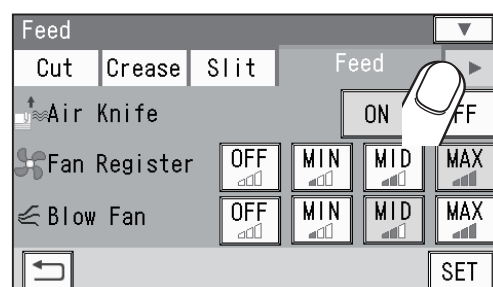 Feed
Cut Crease Slit Feed
Air Knife ON FF
Fan Register OFF MIN MID MAX
Blow Fan OFF MIN MID MAX
SET